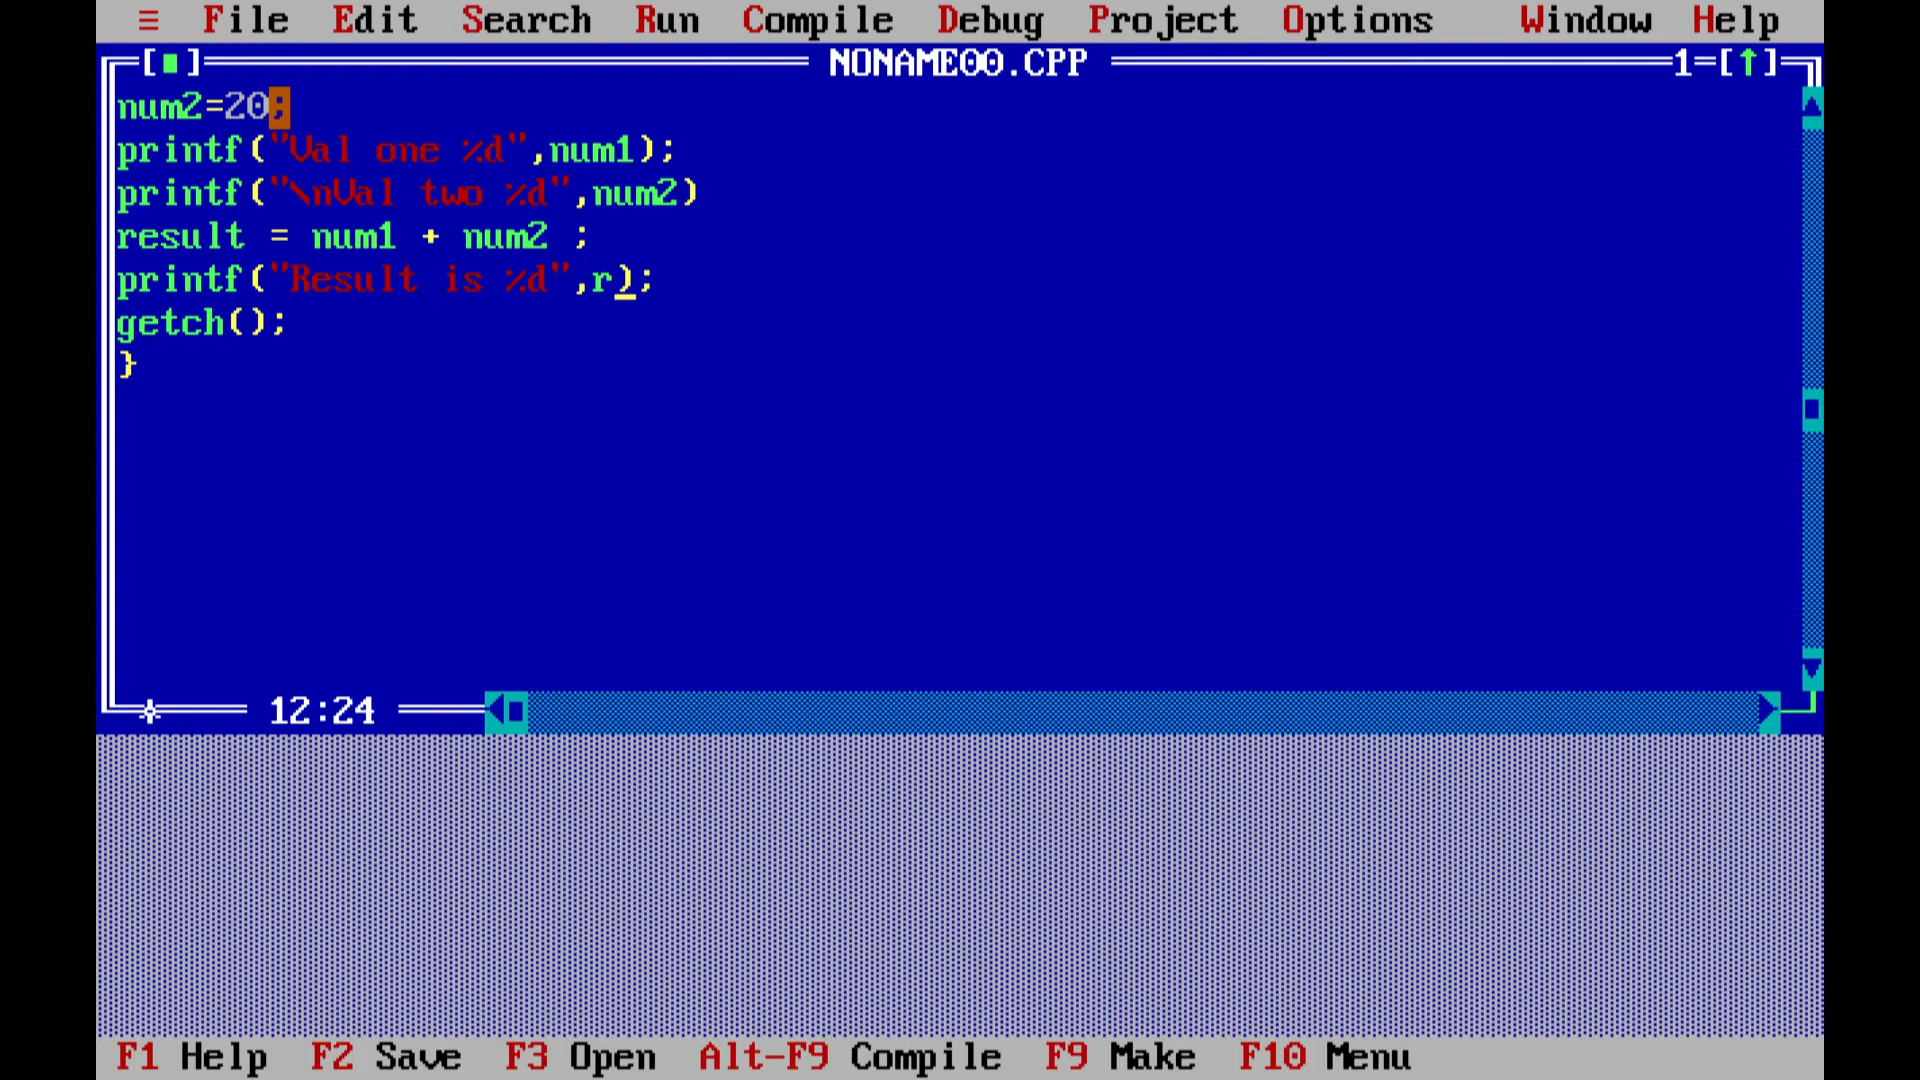 ≡ File Edit Search Run Compile Debug Project Options Window Help
[■] NONAME00.CPP 1=[↑]
num2=20;
printf("Val one %d",num1);
printf("\nVal two %d",num2)
result = num1 + num2 ;
printf("Result is %d",r);
getch();
}
12:24
F1 Help F2 Save F3 Open Alt-F9 Compile F9 Make F10 Menu